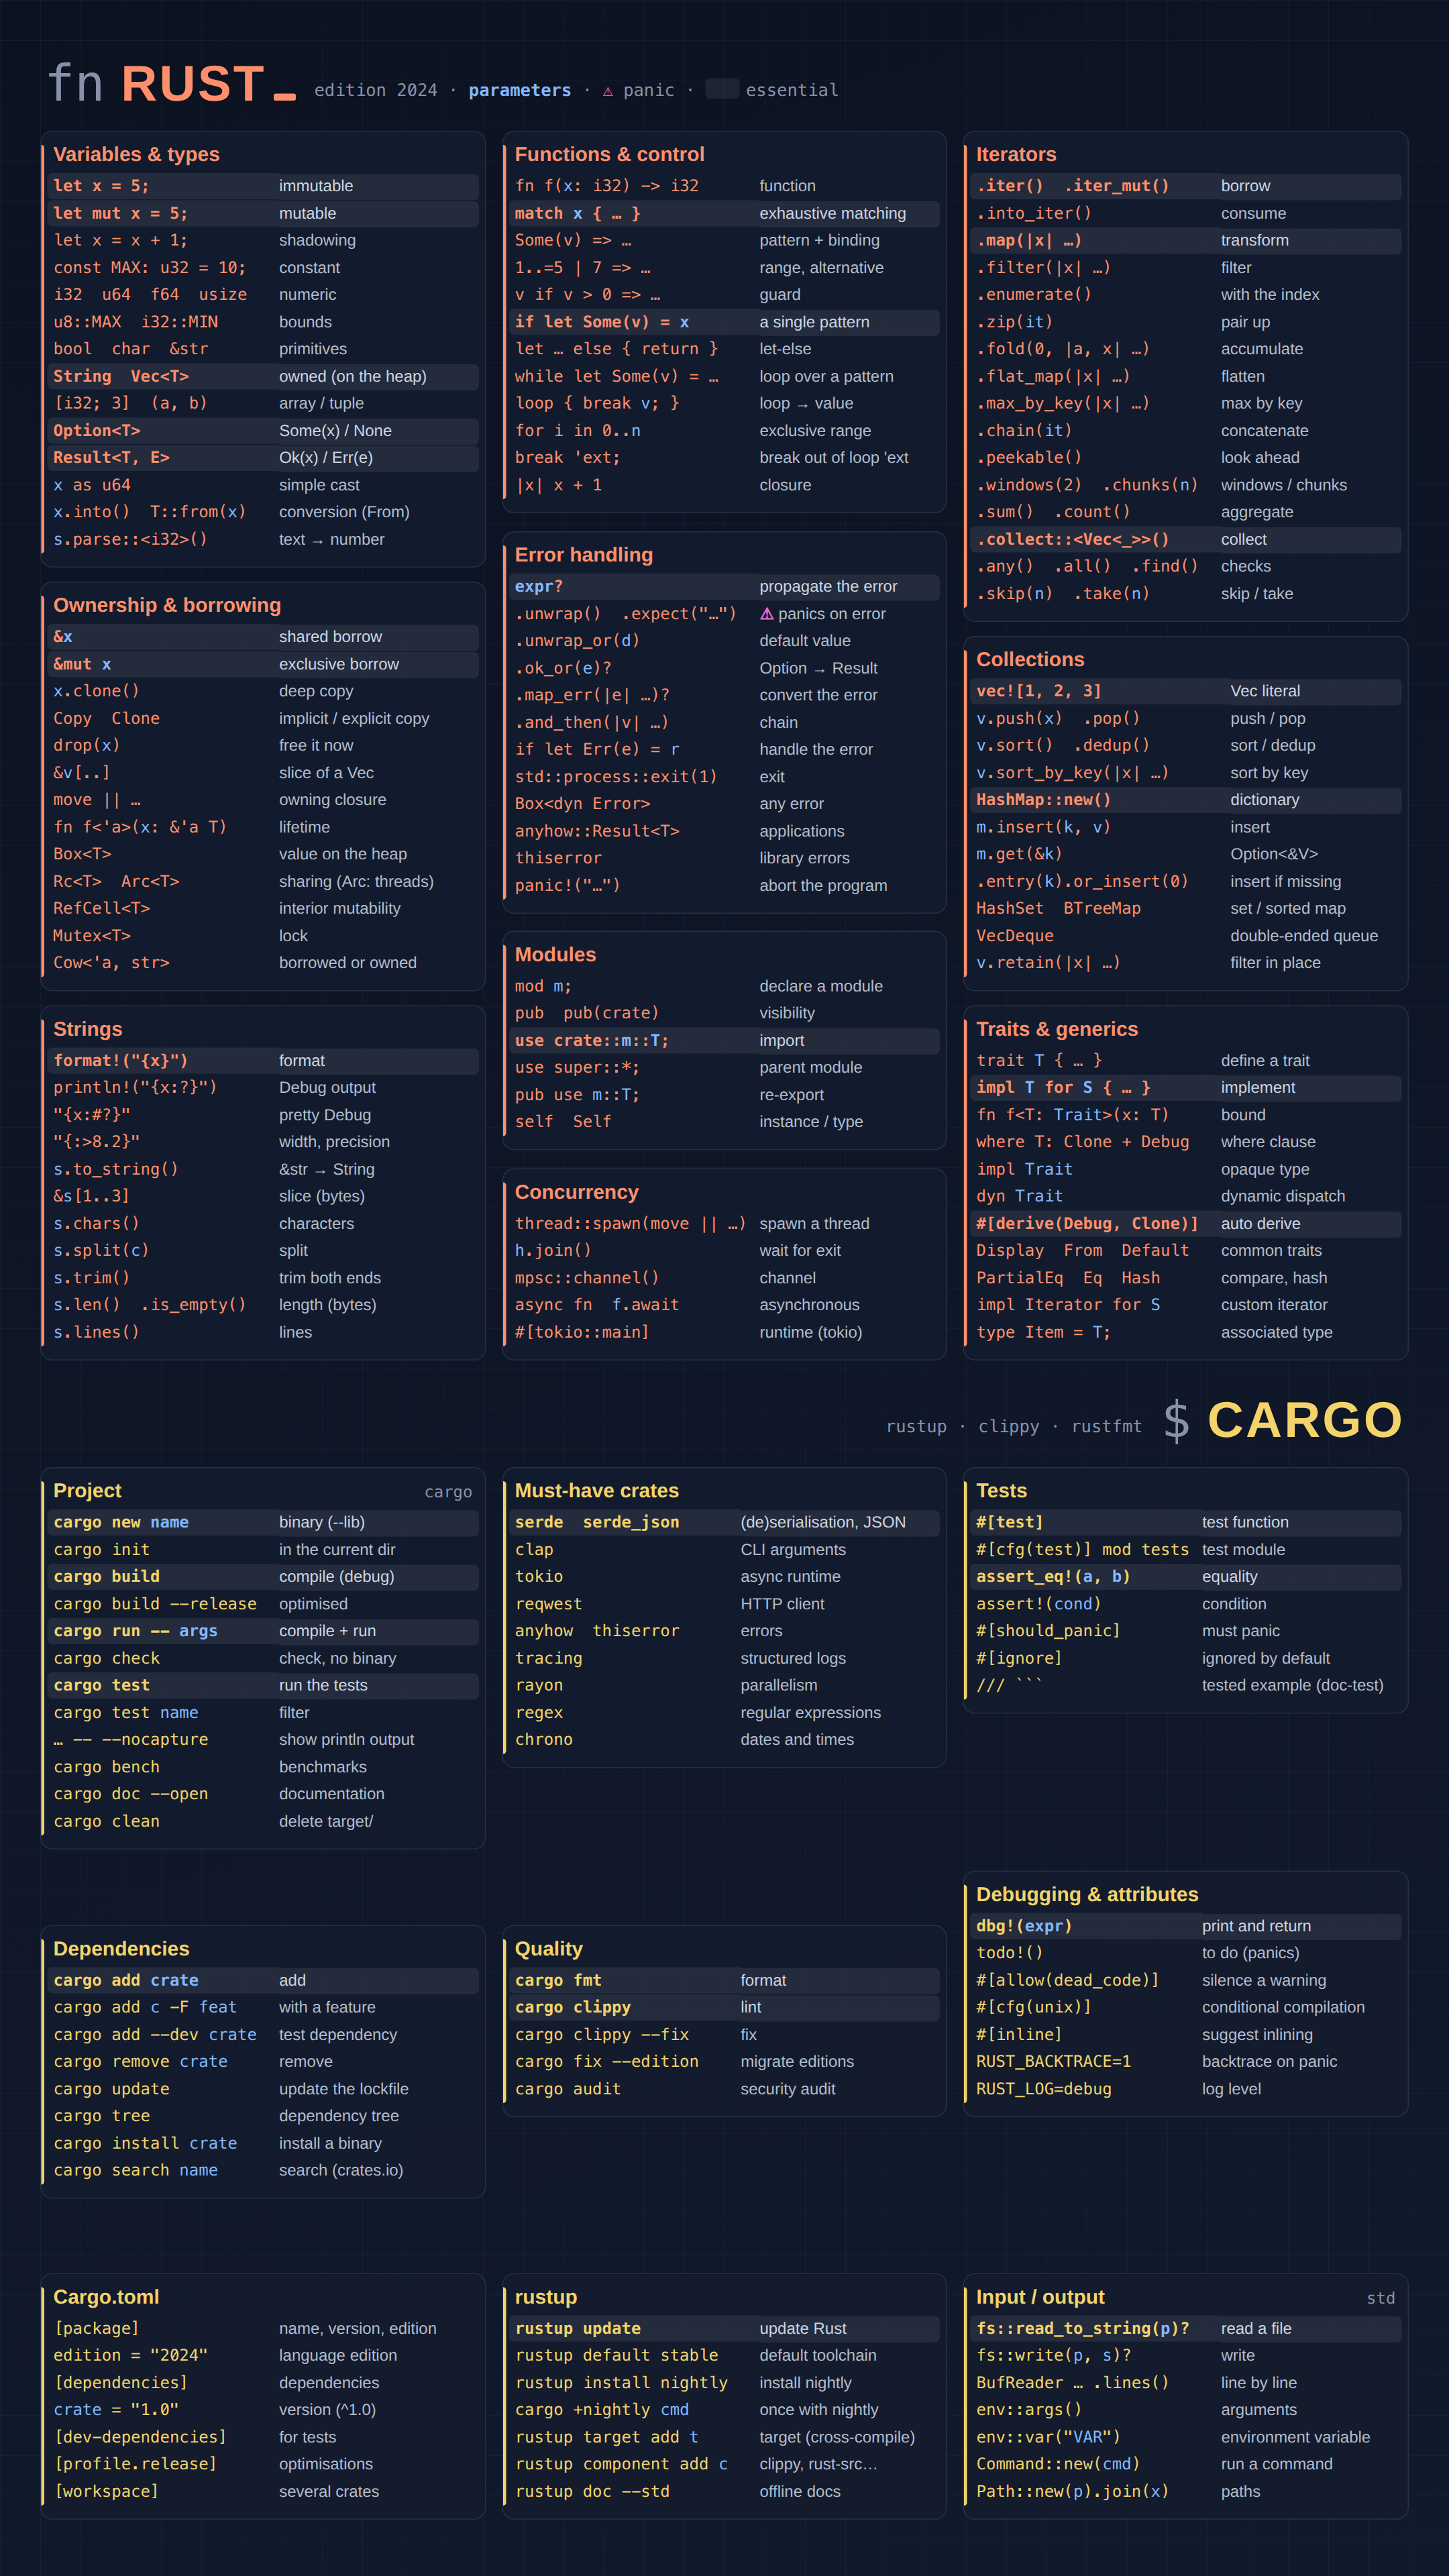 fn RUST_ edition 2024 · parameters · ⚠ panic · essential
Variables & types
let x = 5; immutable
let mut x = 5; mutable
let x = x + 1; shadowing
const MAX: u32 = 10; constant
i32 u64 f64 usize numeric
u8::MAX i32::MIN bounds
bool char &str primitives
String Vec<T> owned (on the heap)
[i32; 3] (a, b) array / tuple
Option<T> Some(x) / None
Result<T, E> Ok(x) / Err(e)
x as u64 simple cast
x.into() T::from(x) conversion (From)
s.parse::<i32>() text → number
Ownership & borrowing
&x shared borrow
&mut x exclusive borrow
x.clone() deep copy
Copy Clone implicit / explicit copy
drop(x) free it now
&v[..] slice of a Vec
move || … owning closure
fn f<'a>(x: &'a T) lifetime
Box<T> value on the heap
Rc<T> Arc<T> sharing (Arc: threads)
RefCell<T> interior mutability
Mutex<T> lock
Cow<'a, str> borrowed or owned
Strings
format!("{x}") format
println!("{x:?}") Debug output
"{x:#?}" pretty Debug
"{:>8.2}" width, precision
s.to_string() &str → String
&s[1..3] slice (bytes)
s.chars() characters
s.split(c) split
s.trim() trim both ends
s.len() .is_empty() length (bytes)
s.lines() lines
Functions & control
fn f(x: i32) -> i32 function
match x { … } exhaustive matching
Some(v) => … pattern + binding
1..=5 | 7 => … range, alternative
v if v > 0 => … guard
if let Some(v) = x a single pattern
let … else { return } let-else
while let Some(v) = … loop over a pattern
loop { break v; } loop → value
for i in 0..n exclusive range
break 'ext; break out of loop 'ext
|x| x + 1 closure
Error handling
expr? propagate the error
.unwrap() .expect("…") ⚠ panics on error
.unwrap_or(d) default value
.ok_or(e)? Option → Result
.map_err(|e| …)? convert the error
.and_then(|v| …) chain
if let Err(e) = r handle the error
std::process::exit(1) exit
Box<dyn Error> any error
anyhow::Result<T> applications
thiserror library errors
panic!("…") abort the program
Modules
mod m; declare a module
pub pub(crate) visibility
use crate::m::T; import
use super::*; parent module
pub use m::T; re-export
self Self instance / type
Concurrency
thread::spawn(move || …) spawn a thread
h.join() wait for exit
mpsc::channel() channel
async fn f.await asynchronous
#[tokio::main] runtime (tokio)
Iterators
.iter() .iter_mut() borrow
.into_iter() consume
.map(|x| …) transform
.filter(|x| …) filter
.enumerate() with the index
.zip(it) pair up
.fold(0, |a, x| …) accumulate
.flat_map(|x| …) flatten
.max_by_key(|x| …) max by key
.chain(it) concatenate
.peekable() look ahead
.windows(2) .chunks(n) windows / chunks
.sum() .count() aggregate
.collect::<Vec<_>>() collect
.any() .all() .find() checks
.skip(n) .take(n) skip / take
Collections
vec![1, 2, 3] Vec literal
v.push(x) .pop() push / pop
v.sort() .dedup() sort / dedup
v.sort_by_key(|x| …) sort by key
HashMap::new() dictionary
m.insert(k, v) insert
m.get(&k) Option<&V>
.entry(k).or_insert(0) insert if missing
HashSet BTreeMap set / sorted map
VecDeque double-ended queue
v.retain(|x| …) filter in place
Traits & generics
trait T { … } define a trait
impl T for S { … } implement
fn f<T: Trait>(x: T) bound
where T: Clone + Debug where clause
impl Trait opaque type
dyn Trait dynamic dispatch
#[derive(Debug, Clone)] auto derive
Display From Default common traits
PartialEq Eq Hash compare, hash
impl Iterator for S custom iterator
type Item = T; associated type
rustup · clippy · rustfmt $ CARGO
Project cargo
cargo new name binary (--lib)
cargo init in the current dir
cargo build compile (debug)
cargo build --release optimised
cargo run -- args compile + run
cargo check check, no binary
cargo test run the tests
cargo test name filter
… -- --nocapture show println output
cargo bench benchmarks
cargo doc --open documentation
cargo clean delete target/
Must-have crates
serde serde_json (de)serialisation, JSON
clap CLI arguments
tokio async runtime
reqwest HTTP client
anyhow thiserror errors
tracing structured logs
rayon parallelism
regex regular expressions
chrono dates and times
Tests
#[test] test function
#[cfg(test)] mod tests test module
assert_eq!(a, b) equality
assert!(cond) condition
#[should_panic] must panic
#[ignore] ignored by default
/// ``` tested example (doc-test)
Dependencies
cargo add crate add
cargo add c -F feat with a feature
cargo add --dev crate test dependency
cargo remove crate remove
cargo update update the lockfile
cargo tree dependency tree
cargo install crate install a binary
cargo search name search (crates.io)
Quality
cargo fmt format
cargo clippy lint
cargo clippy --fix fix
cargo fix --edition migrate editions
cargo audit security audit
Debugging & attributes
dbg!(expr) print and return
todo!() to do (panics)
#[allow(dead_code)] silence a warning
#[cfg(unix)] conditional compilation
#[inline] suggest inlining
RUST_BACKTRACE=1 backtrace on panic
RUST_LOG=debug log level
Cargo.toml
[package] name, version, edition
edition = "2024" language edition
[dependencies] dependencies
crate = "1.0" version (^1.0)
[dev-dependencies] for tests
[profile.release] optimisations
[workspace] several crates
rustup
rustup update update Rust
rustup default stable default toolchain
rustup install nightly install nightly
cargo +nightly cmd once with nightly
rustup target add t target (cross-compile)
rustup component add c clippy, rust-src…
rustup doc --std offline docs
Input / output std
fs::read_to_string(p)? read a file
fs::write(p, s)? write
BufReader … .lines() line by line
env::args() arguments
env::var("VAR") environment variable
Command::new(cmd) run a command
Path::new(p).join(x) paths